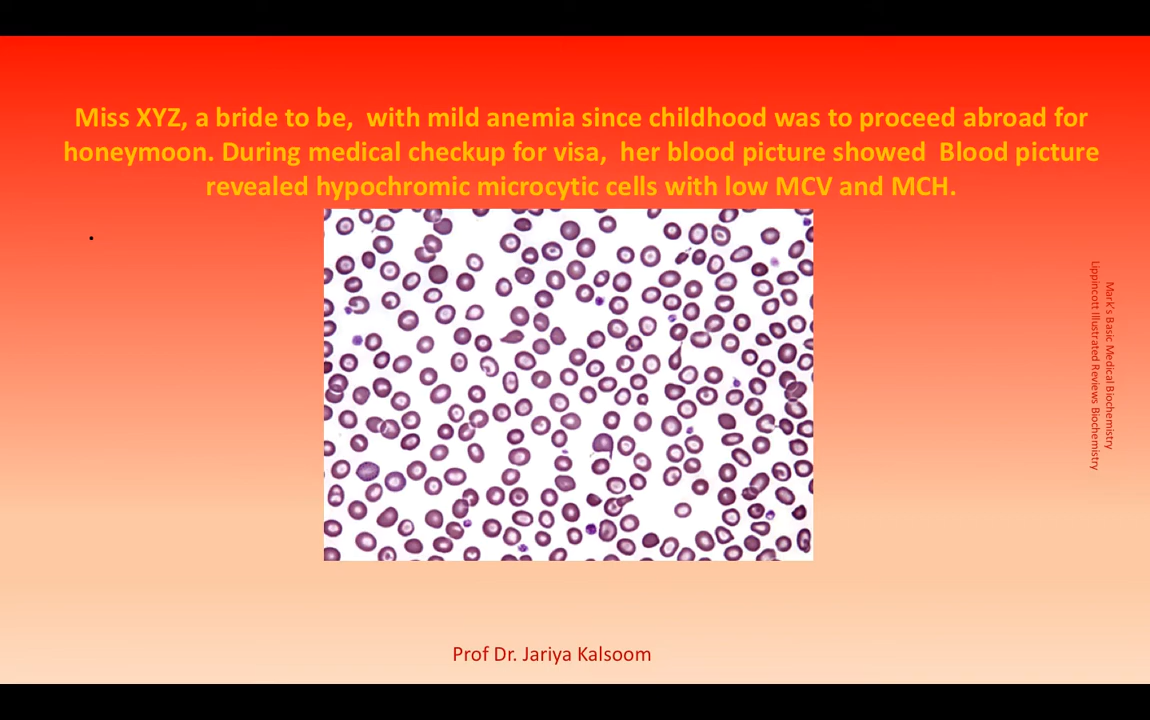 Miss XYZ, a bride to be,  with mild anemia since childhood was to proceed abroad for
honeymoon. During medical checkup for visa,  her blood picture showed  Blood picture
revealed hypochromic microcytic cells with low MCV and MCH.
.
Mark's Basic Medical Biochemistry
Lippincott Illustrated Reviews Biochemistry
Prof Dr. Jariya Kalsoom